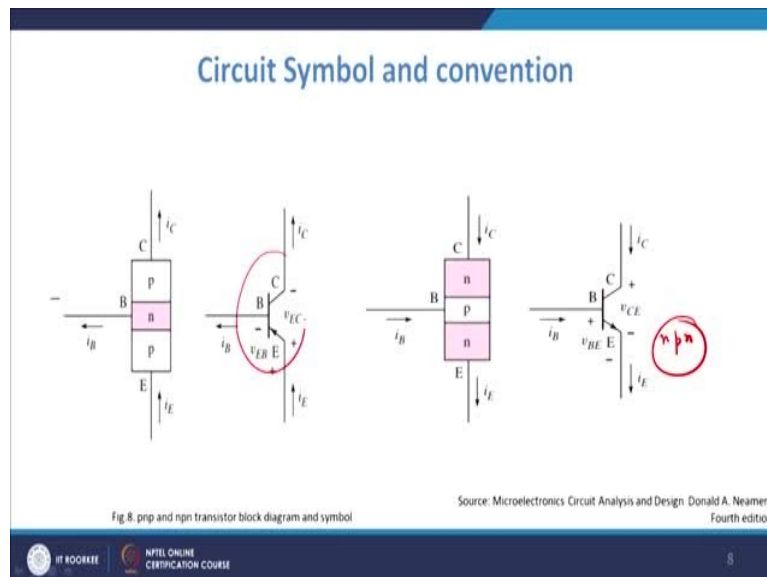 Circuit Symbol and convention
C
i_C
p
B
n
i_B
p
E
i_E
i_C
C
B
v_EC
i_B
v_EB
E
i_E
C
i_C
n
B
p
i_B
n
E
i_E
i_C
C
B
v_CE
i_B
v_BE
E
npn
i_E
Fig.8. pnp and npn transistor block diagram and symbol
Source: Microelectronics Circuit Analysis and Design Donald A. Neamen
Fourth editio
IIT ROORKEE
NPTEL ONLINE
CERTIFICATION COURSE
8